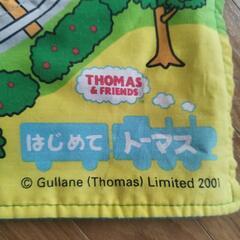 THOMAS
& FRIENDS
はじめて トーマス
© Gullane (Thomas) Limited 2001